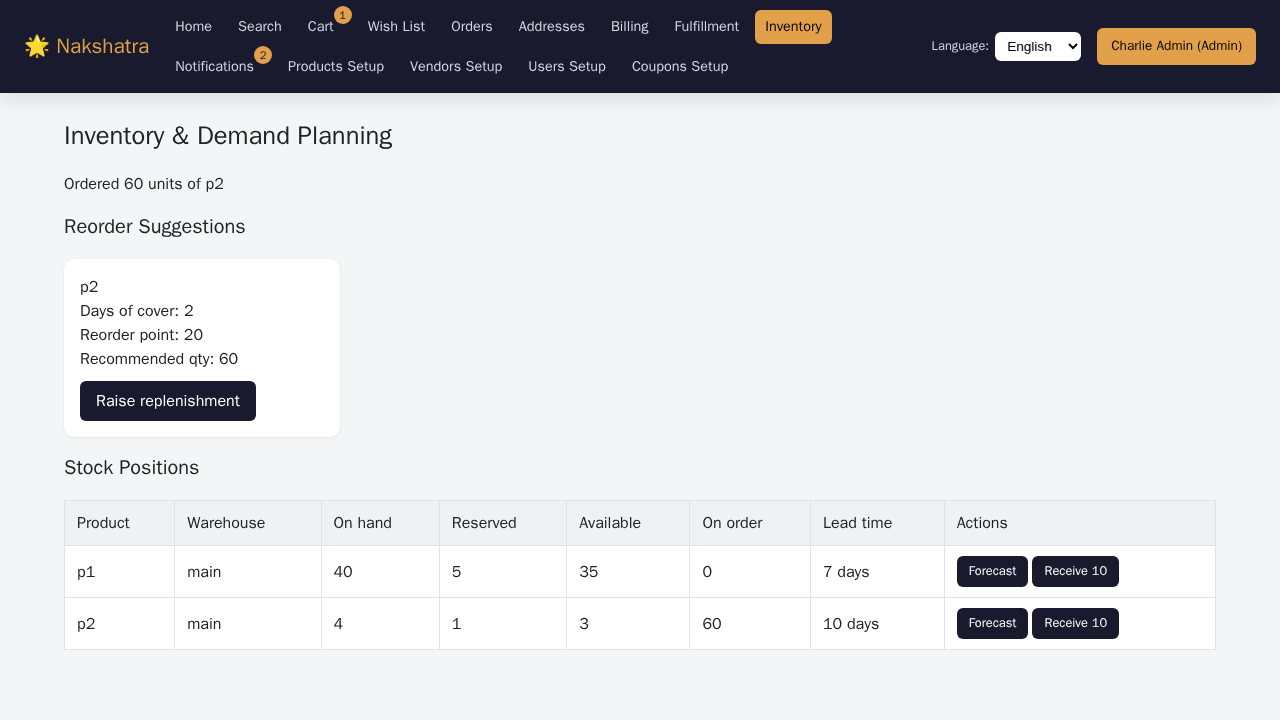 🌟 Nakshatra
Home Search Cart 1 Wish List Orders Addresses Billing Fulfillment Inventory
Notifications 2 Products Setup Vendors Setup Users Setup Coupons Setup
Language: English
Charlie Admin (Admin)
Inventory & Demand Planning
Ordered 60 units of p2
Reorder Suggestions
p2
Days of cover: 2
Reorder point: 20
Recommended qty: 60
Raise replenishment
Stock Positions
Product Warehouse On hand Reserved Available On order Lead time Actions
p1 main 40 5 35 0 7 days Forecast Receive 10
p2 main 4 1 3 60 10 days Forecast Receive 10